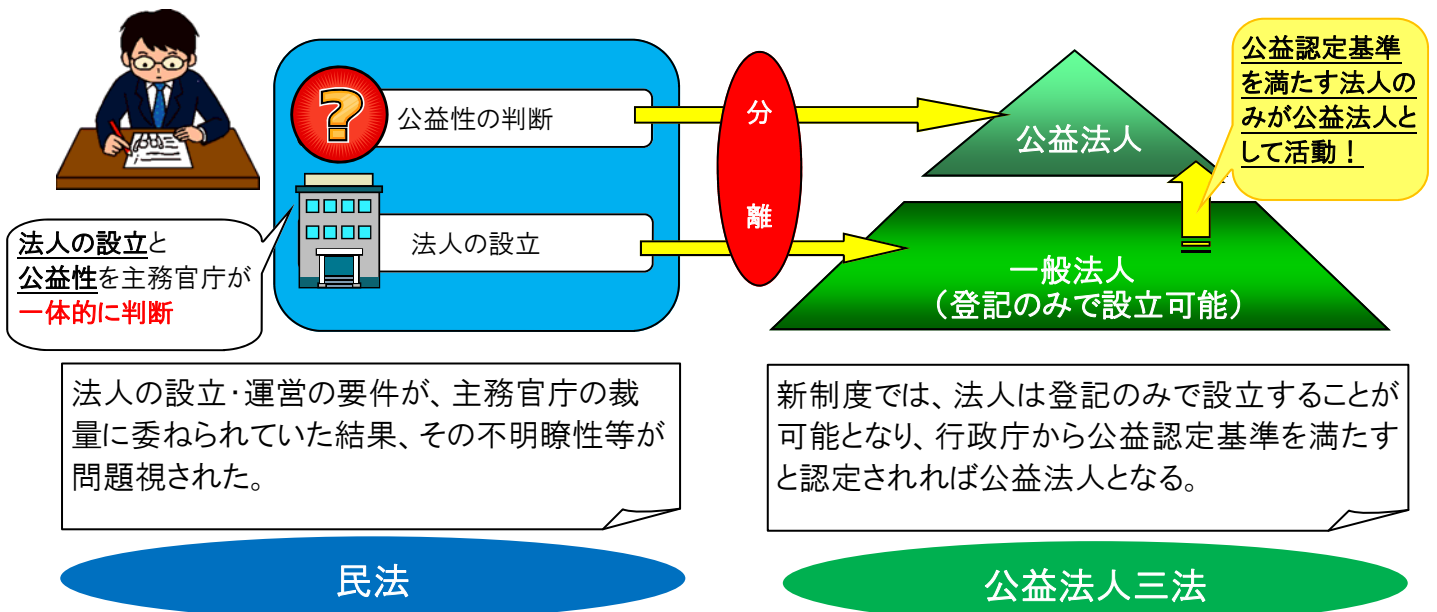 公益性の判断
法人の設立
法人の設立と
公益性を主務官庁が
一体的に判断
分
離
公益法人
一般法人
（登記のみで設立可能）
公益認定基準
を満たす法人の
みが公益法人と
して活動！
法人の設立・運営の要件が、主務官庁の裁
量に委ねられていた結果、その不明瞭性等が
問題視された。
新制度では、法人は登記のみで設立することが
可能となり、行政庁から公益認定基準を満たす
と認定されれば公益法人となる。
民法
公益法人三法